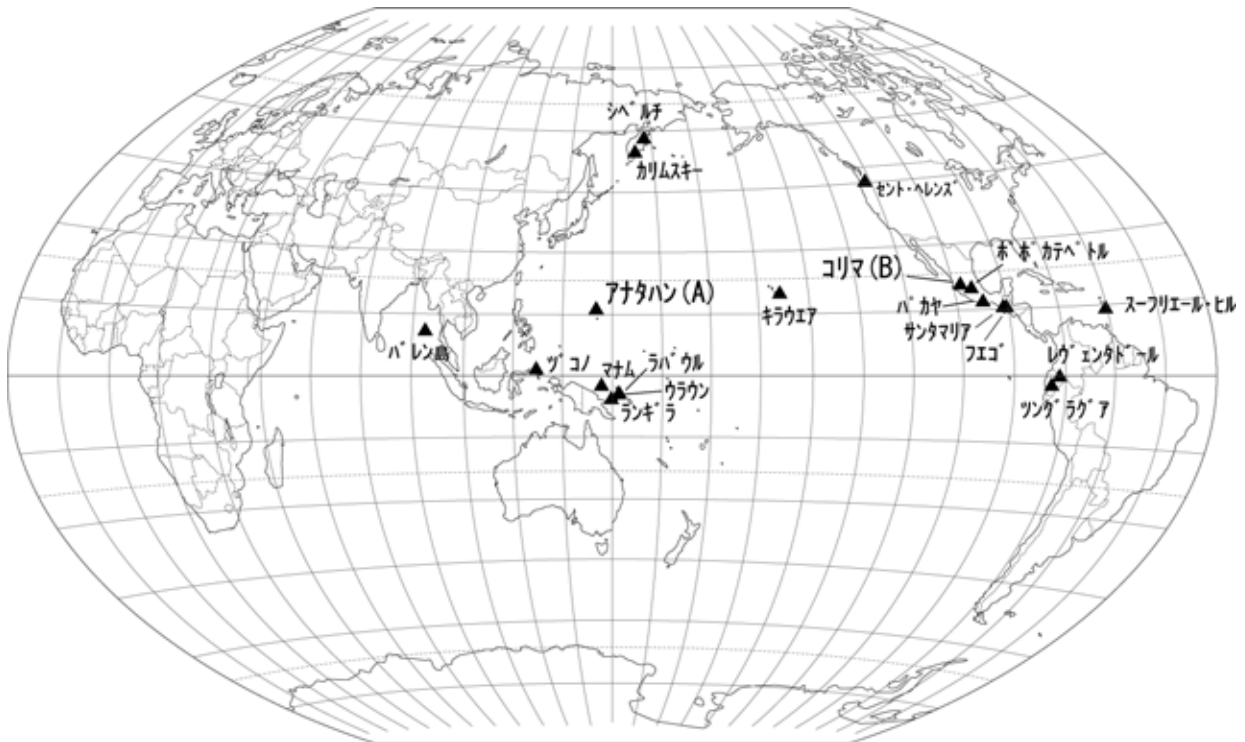 シベルチ
カリムスキー
セント・ヘレンズ
ポポカテペトル
コリマ(B)
アナタハン(A)
キラウエア
パカヤ
サンタマリア
フエゴ
スーフリエール・ヒル
バレン島
ヅコノ
マナム
ラバウル
ウラウン
ランギラ
レヴェンタドール
ツングラグア